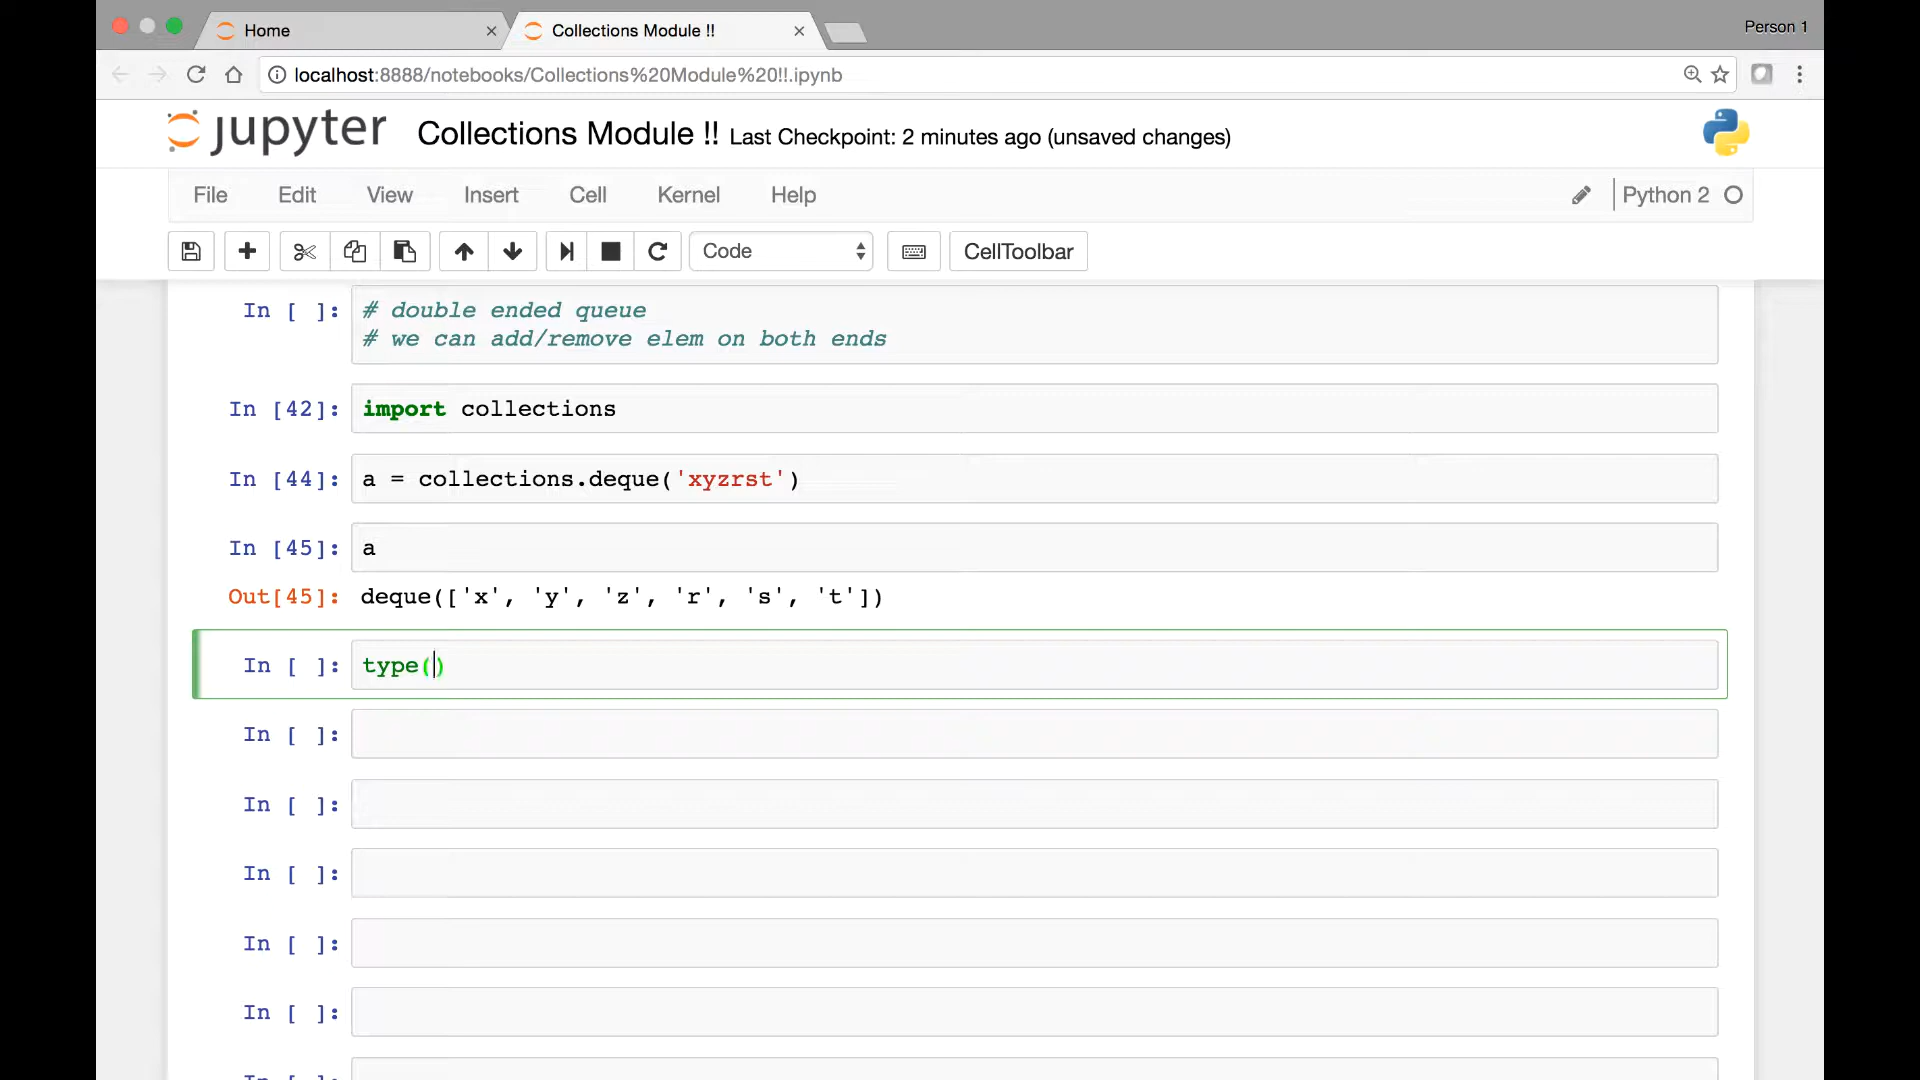 Home
Collections Module !!
Person 1
localhost:8888/notebooks/Collections%20Module%20!!.ipynb
jupyter Collections Module !! Last Checkpoint: 2 minutes ago (unsaved changes)
File Edit View Insert Cell Kernel Help Python 2
Code CellToolbar
In [ ]: # double ended queue
# we can add/remove elem on both ends
In [42]: import collections
In [44]: a = collections.deque('xyzrst')
In [45]: a
Out[45]: deque(['x', 'y', 'z', 'r', 's', 't'])
In [ ]: type()
In [ ]:
In [ ]:
In [ ]:
In [ ]:
In [ ]: